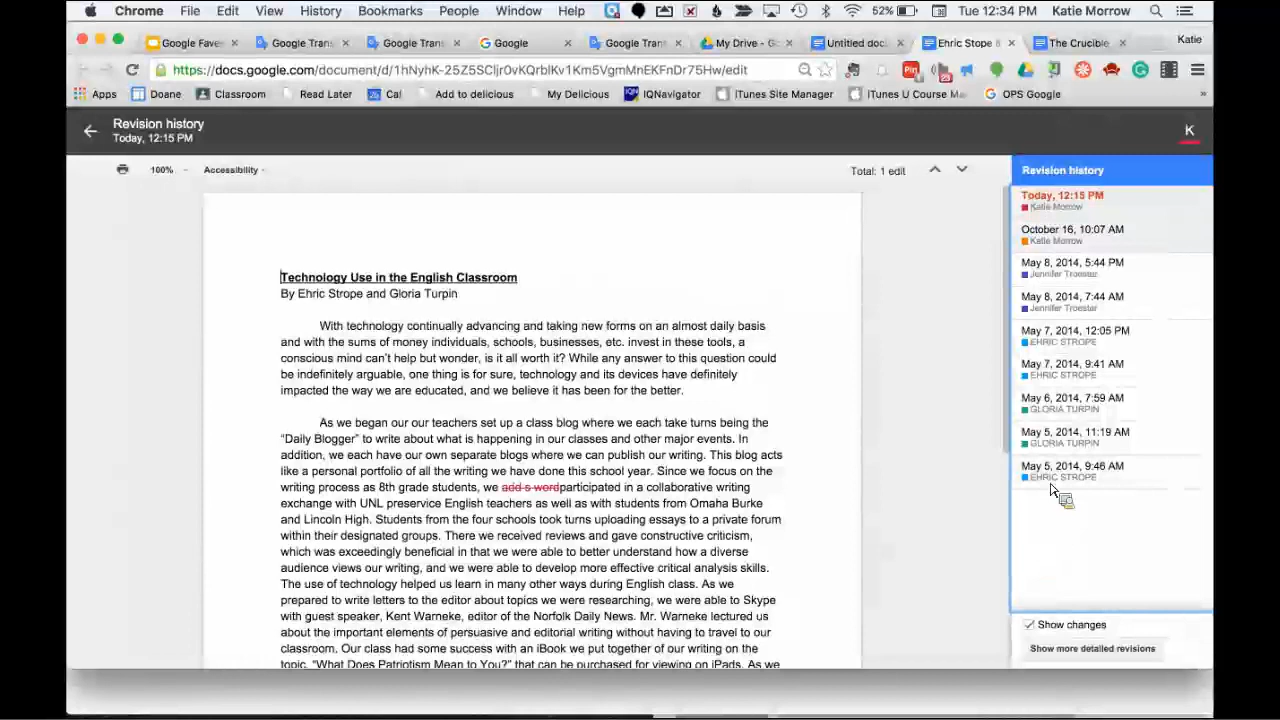 Chrome File Edit View History Bookmarks People Window Help 52% Tue 12:34 PM Katie Morrow
Google Fave Google Tran Google Tran Google Google Tran My Drive - Go Untitled doc Ehric Stope & The Crucible Katie
https://docs.google.com/document/d/1hNyhK-25Z5SCljr0vKQrblKv1Km5VgmMnEKFnDr75Hw/edit
Apps Doane Classroom Read Later Cal Add to delicious My Delicious IQNavigator iTunes Site Manager iTunes U Course Ma OPS Google
Revision history
Today, 12:15 PM
K
100% Accessibility
Total: 1 edit
Technology Use in the English Classroom
By Ehric Strope and Gloria Turpin
With technology continually advancing and taking new forms on an almost daily basis
and with the sums of money individuals, schools, businesses, etc. invest in these tools, a
conscious mind can't help but wonder, is it all worth it? While any answer to this question could
be indefinitely arguable, one thing is for sure, technology and its devices have definitely
impacted the way we are educated, and we believe it has been for the better.
As we began our our teachers set up a class blog where we each take turns being the
“Daily Blogger” to write about what is happening in our classes and other major events. In
addition, we each have our own separate blogs where we can publish our writing. This blog acts
like a personal portfolio of all the writing we have done this school year. Since we focus on the
writing process as 8th grade students, we add s wordparticipated in a collaborative writing
exchange with UNL preservice English teachers as well as with students from Omaha Burke
and Lincoln High. Students from the four schools took turns uploading essays to a private forum
within their designated groups. There we received reviews and gave constructive criticism,
which was exceedingly beneficial in that we were able to better understand how a diverse
audience views our writing, and we were able to develop more effective critical analysis skills.
The use of technology helped us learn in many other ways during English class. As we
prepared to write letters to the editor about topics we were researching, we were able to Skype
with guest speaker, Kent Warneke, editor of the Norfolk Daily News. Mr. Warneke lectured us
about the important elements of persuasive and editorial writing without having to travel to our
classroom. Our class had some success with an iBook we put together of our writing on the
topic, “What Does Patriotism Mean to You?” that can be purchased for viewing on iPads. As we
Revision history
Today, 12:15 PM
Katie Morrow
October 16, 10:07 AM
Katie Morrow
May 8, 2014, 5:44 PM
Jennifer Troester
May 8, 2014, 7:44 AM
Jennifer Troester
May 7, 2014, 12:05 PM
EHRIC STROPE
May 7, 2014, 9:41 AM
EHRIC STROPE
May 6, 2014, 7:59 AM
GLORIA TURPIN
May 5, 2014, 11:19 AM
GLORIA TURPIN
May 5, 2014, 9:46 AM
EHRIC STROPE
Show changes
Show more detailed revisions